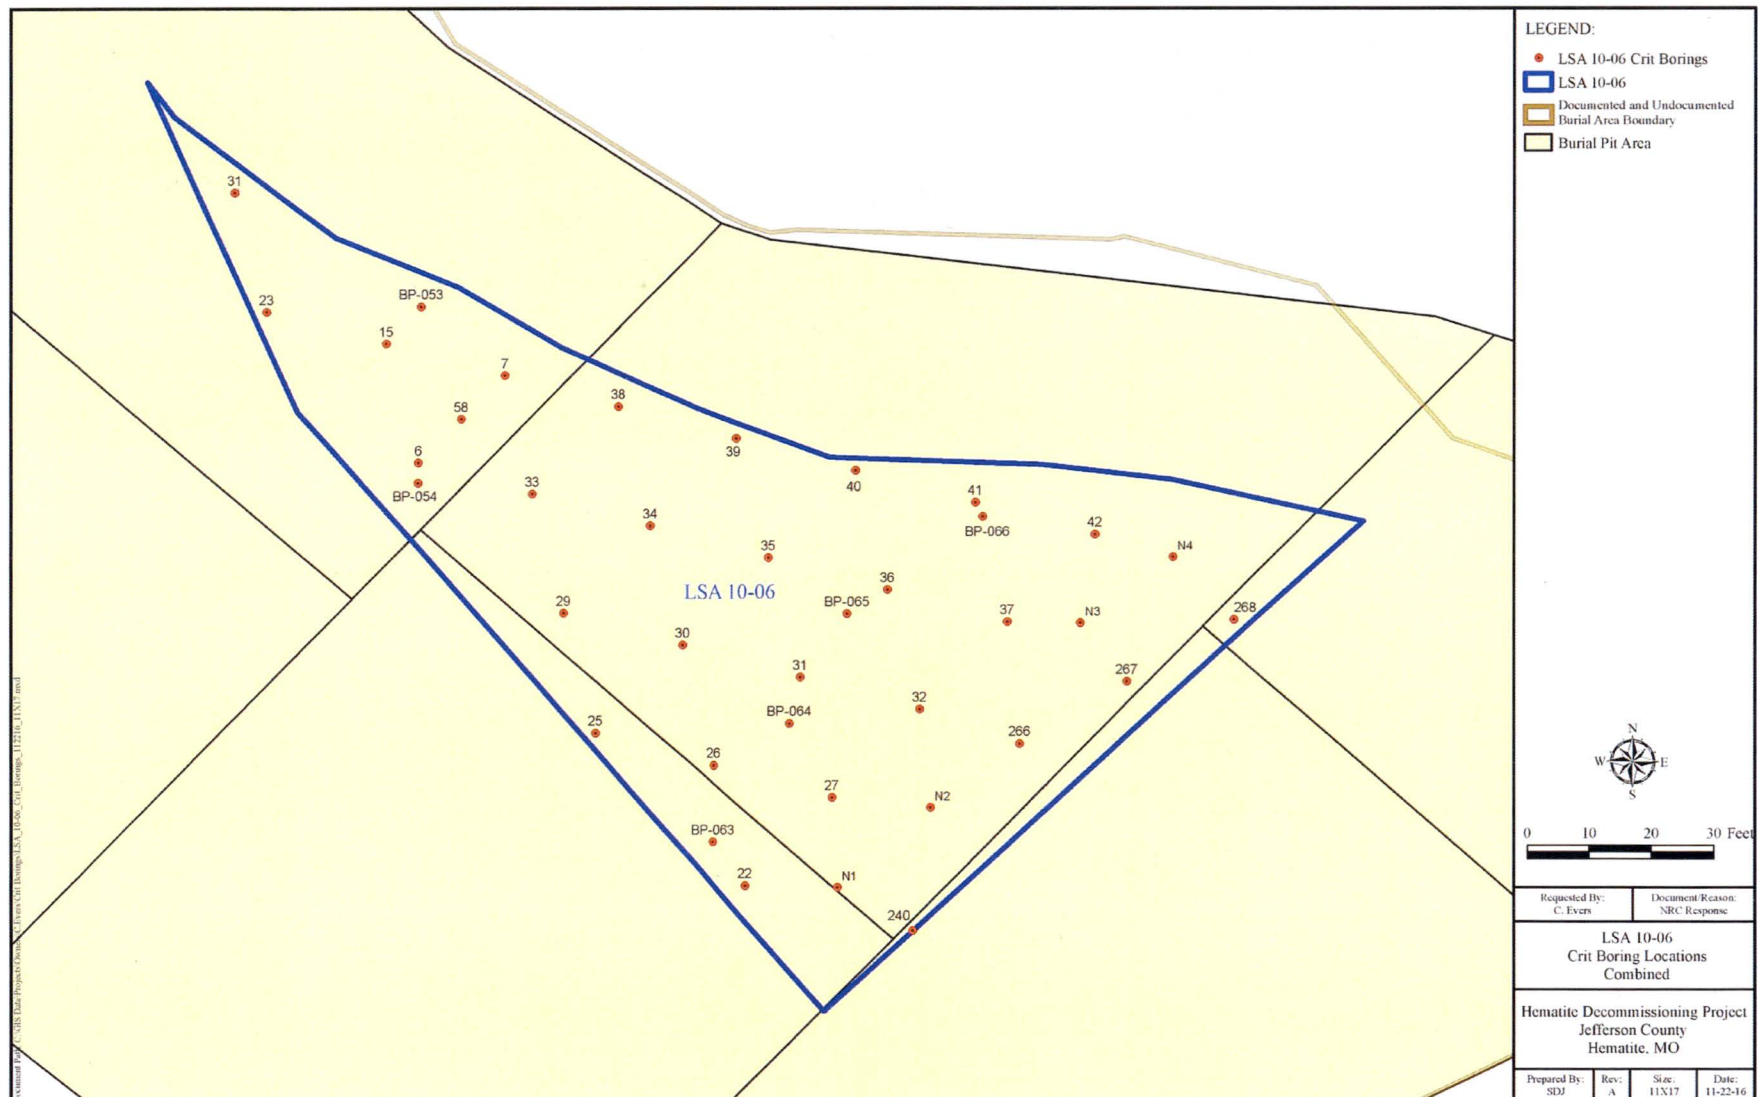 31
23
BP-053
15
7
58
6
BP-054
38
39
33
34
40
41
BP-066
42
N4
35
LSA 10-06
36
BP-065
37
N3
268
29
30
31
BP-064
32
267
266
25
26
27
N2
BP-063
22
N1
240
LEGEND:
LSA 10-06 Crit Borings
LSA 10-06
Documented and Undocumented
Burial Area Boundary
Burial Pit Area
N
W E
S
0 10 20 30 Feet
Requested By:
C. Evers
Document/Reason:
NRC Response
LSA 10-06
Crit Boring Locations
Combined
Hematite Decommissioning Project
Jefferson County
Hematite, MO
Prepared By:
SDJ
Rev:
A
Size:
11X17
Date:
11-22-16